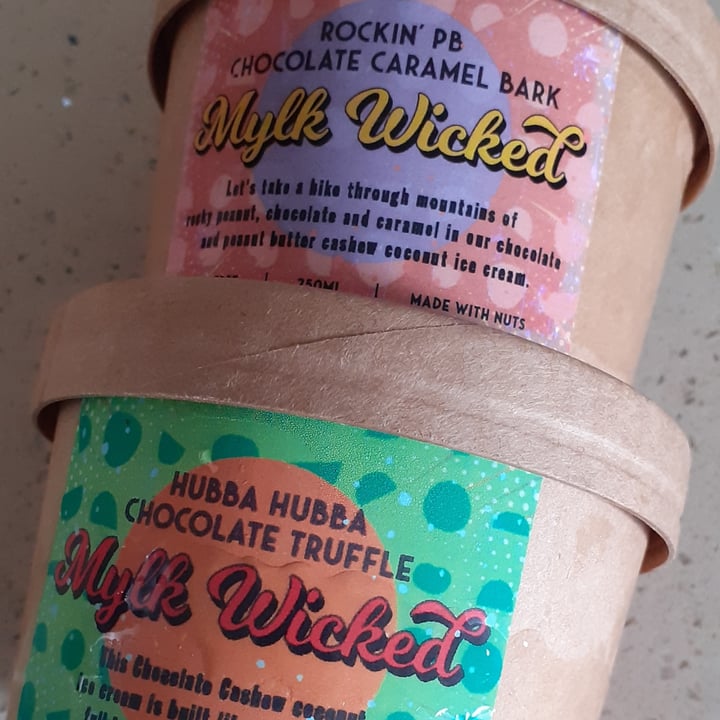 ROCKIN' PB
CHOCOLATE CARAMEL BARK
Mylk Wicked
Let's take a hike through mountains of
rocky peanut, chocolate and caramel in our chocolate
and peanut butter cashew coconut ice cream.
250ML | MADE WITH NUTS
HUBBA HUBBA
CHOCOLATE TRUFFLE
Mylk Wicked
This Chocolate Cashew coconut
ice cream is built